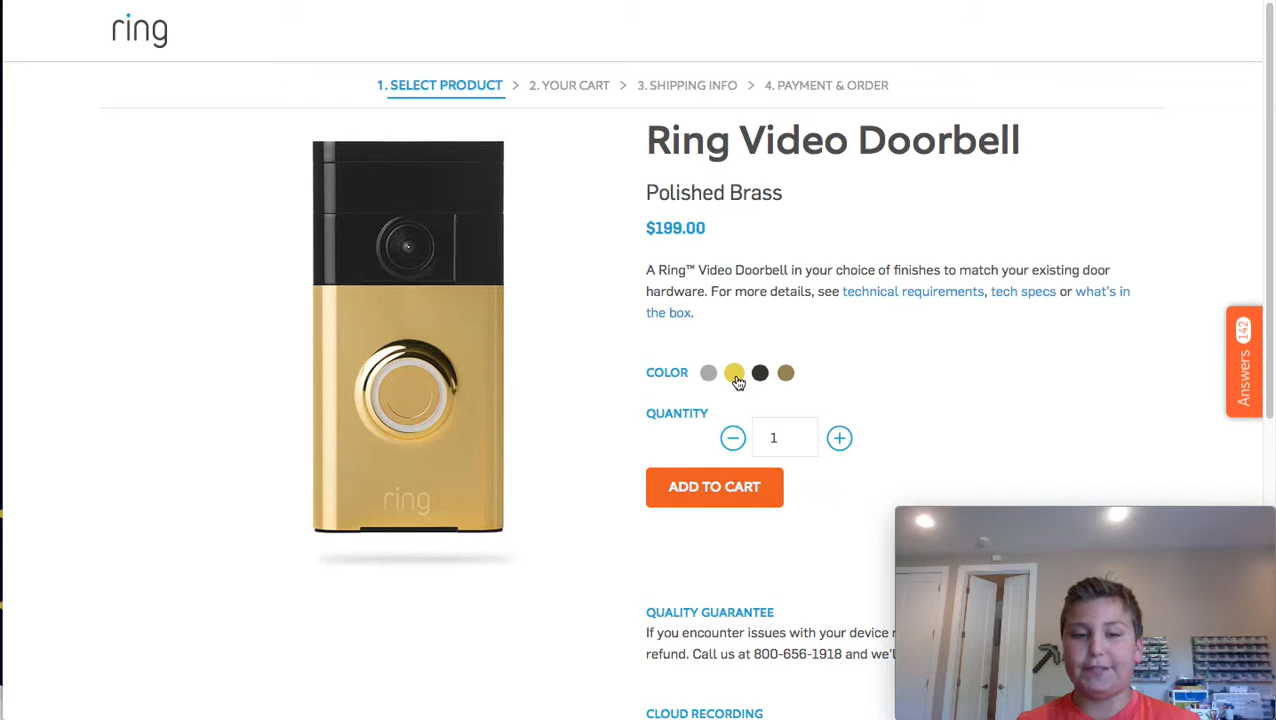 ring
1. SELECT PRODUCT > 2. YOUR CART > 3. SHIPPING INFO > 4. PAYMENT & ORDER
Ring Video Doorbell
Polished Brass
$199.00
A Ring™ Video Doorbell in your choice of finishes to match your existing door
hardware. For more details, see technical requirements, tech specs or what's in
the box.
COLOR
QUANTITY
1
ADD TO CART
ring
Answers 142
QUALITY GUARANTEE
If you encounter issues with your device
refund. Call us at 800-656-1918 and we'll
CLOUD RECORDING